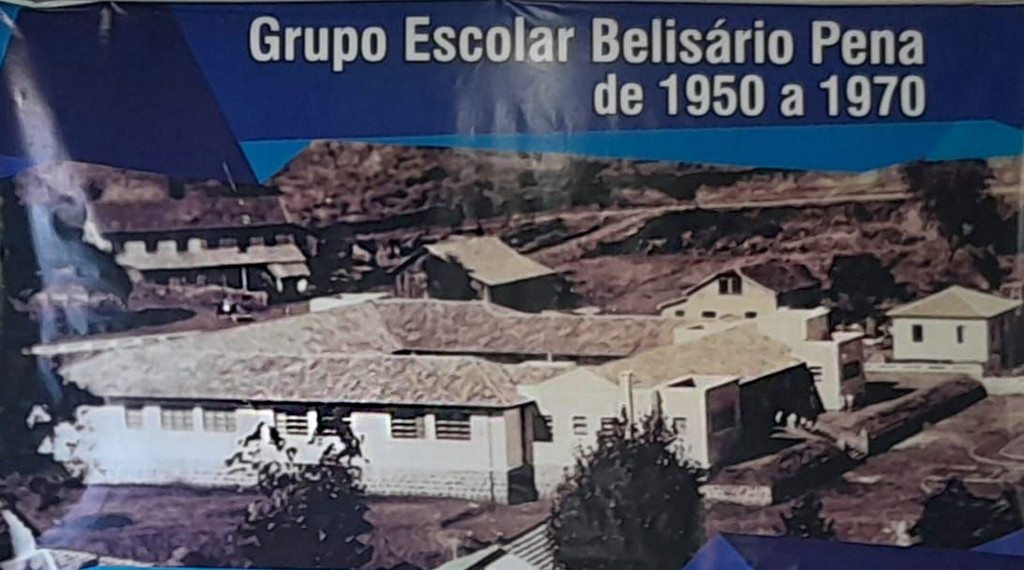 Grupo Escolar Belisário Pena
de 1950 a 1970